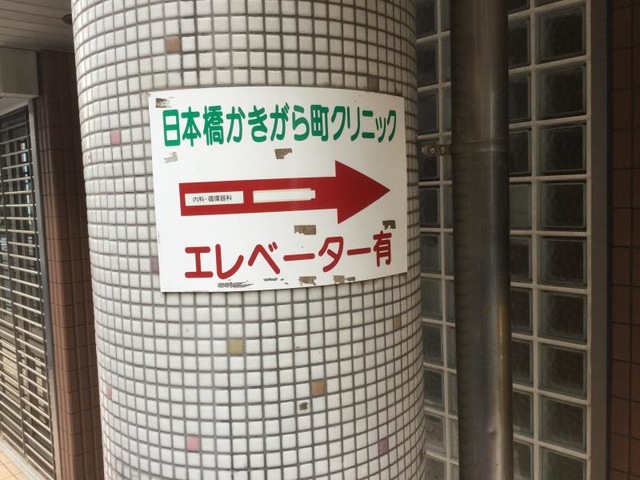 日本橋かきがら町クリニック
内科・循環器科
エレベーター有